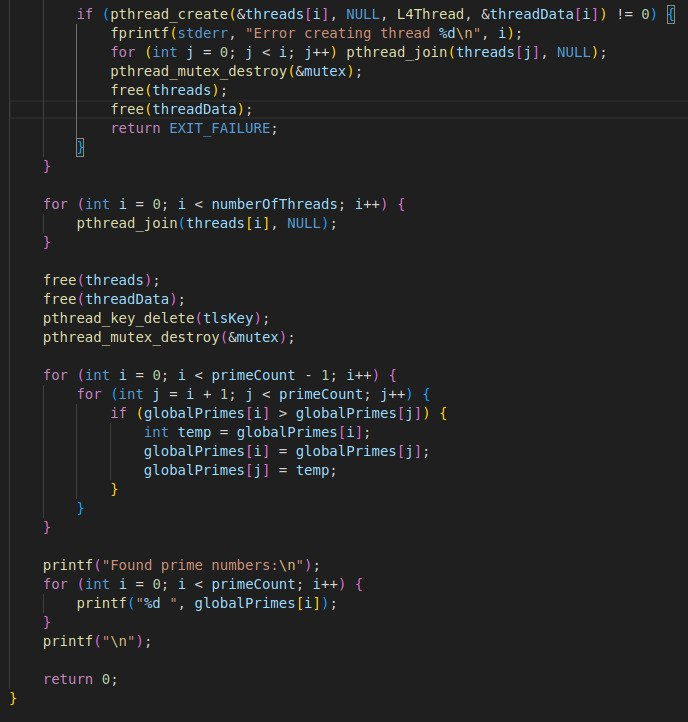 if (pthread_create(&threads[i], NULL, L4Thread, &threadData[i]) != 0) {
fprintf(stderr, "Error creating thread %d\n", i);
for (int j = 0; j < i; j++) pthread_join(threads[j], NULL);
pthread_mutex_destroy(&mutex);
free(threads);
free(threadData);
return EXIT_FAILURE;
}
}
for (int i = 0; i < numberOfThreads; i++) {
pthread_join(threads[i], NULL);
}
free(threads);
free(threadData);
pthread_key_delete(tlsKey);
pthread_mutex_destroy(&mutex);
for (int i = 0; i < primeCount - 1; i++) {
for (int j = i + 1; j < primeCount; j++) {
if (globalPrimes[i] > globalPrimes[j]) {
int temp = globalPrimes[i];
globalPrimes[i] = globalPrimes[j];
globalPrimes[j] = temp;
}
}
}
printf("Found prime numbers:\n");
for (int i = 0; i < primeCount; i++) {
printf("%d ", globalPrimes[i]);
}
printf("\n");
return 0;
}